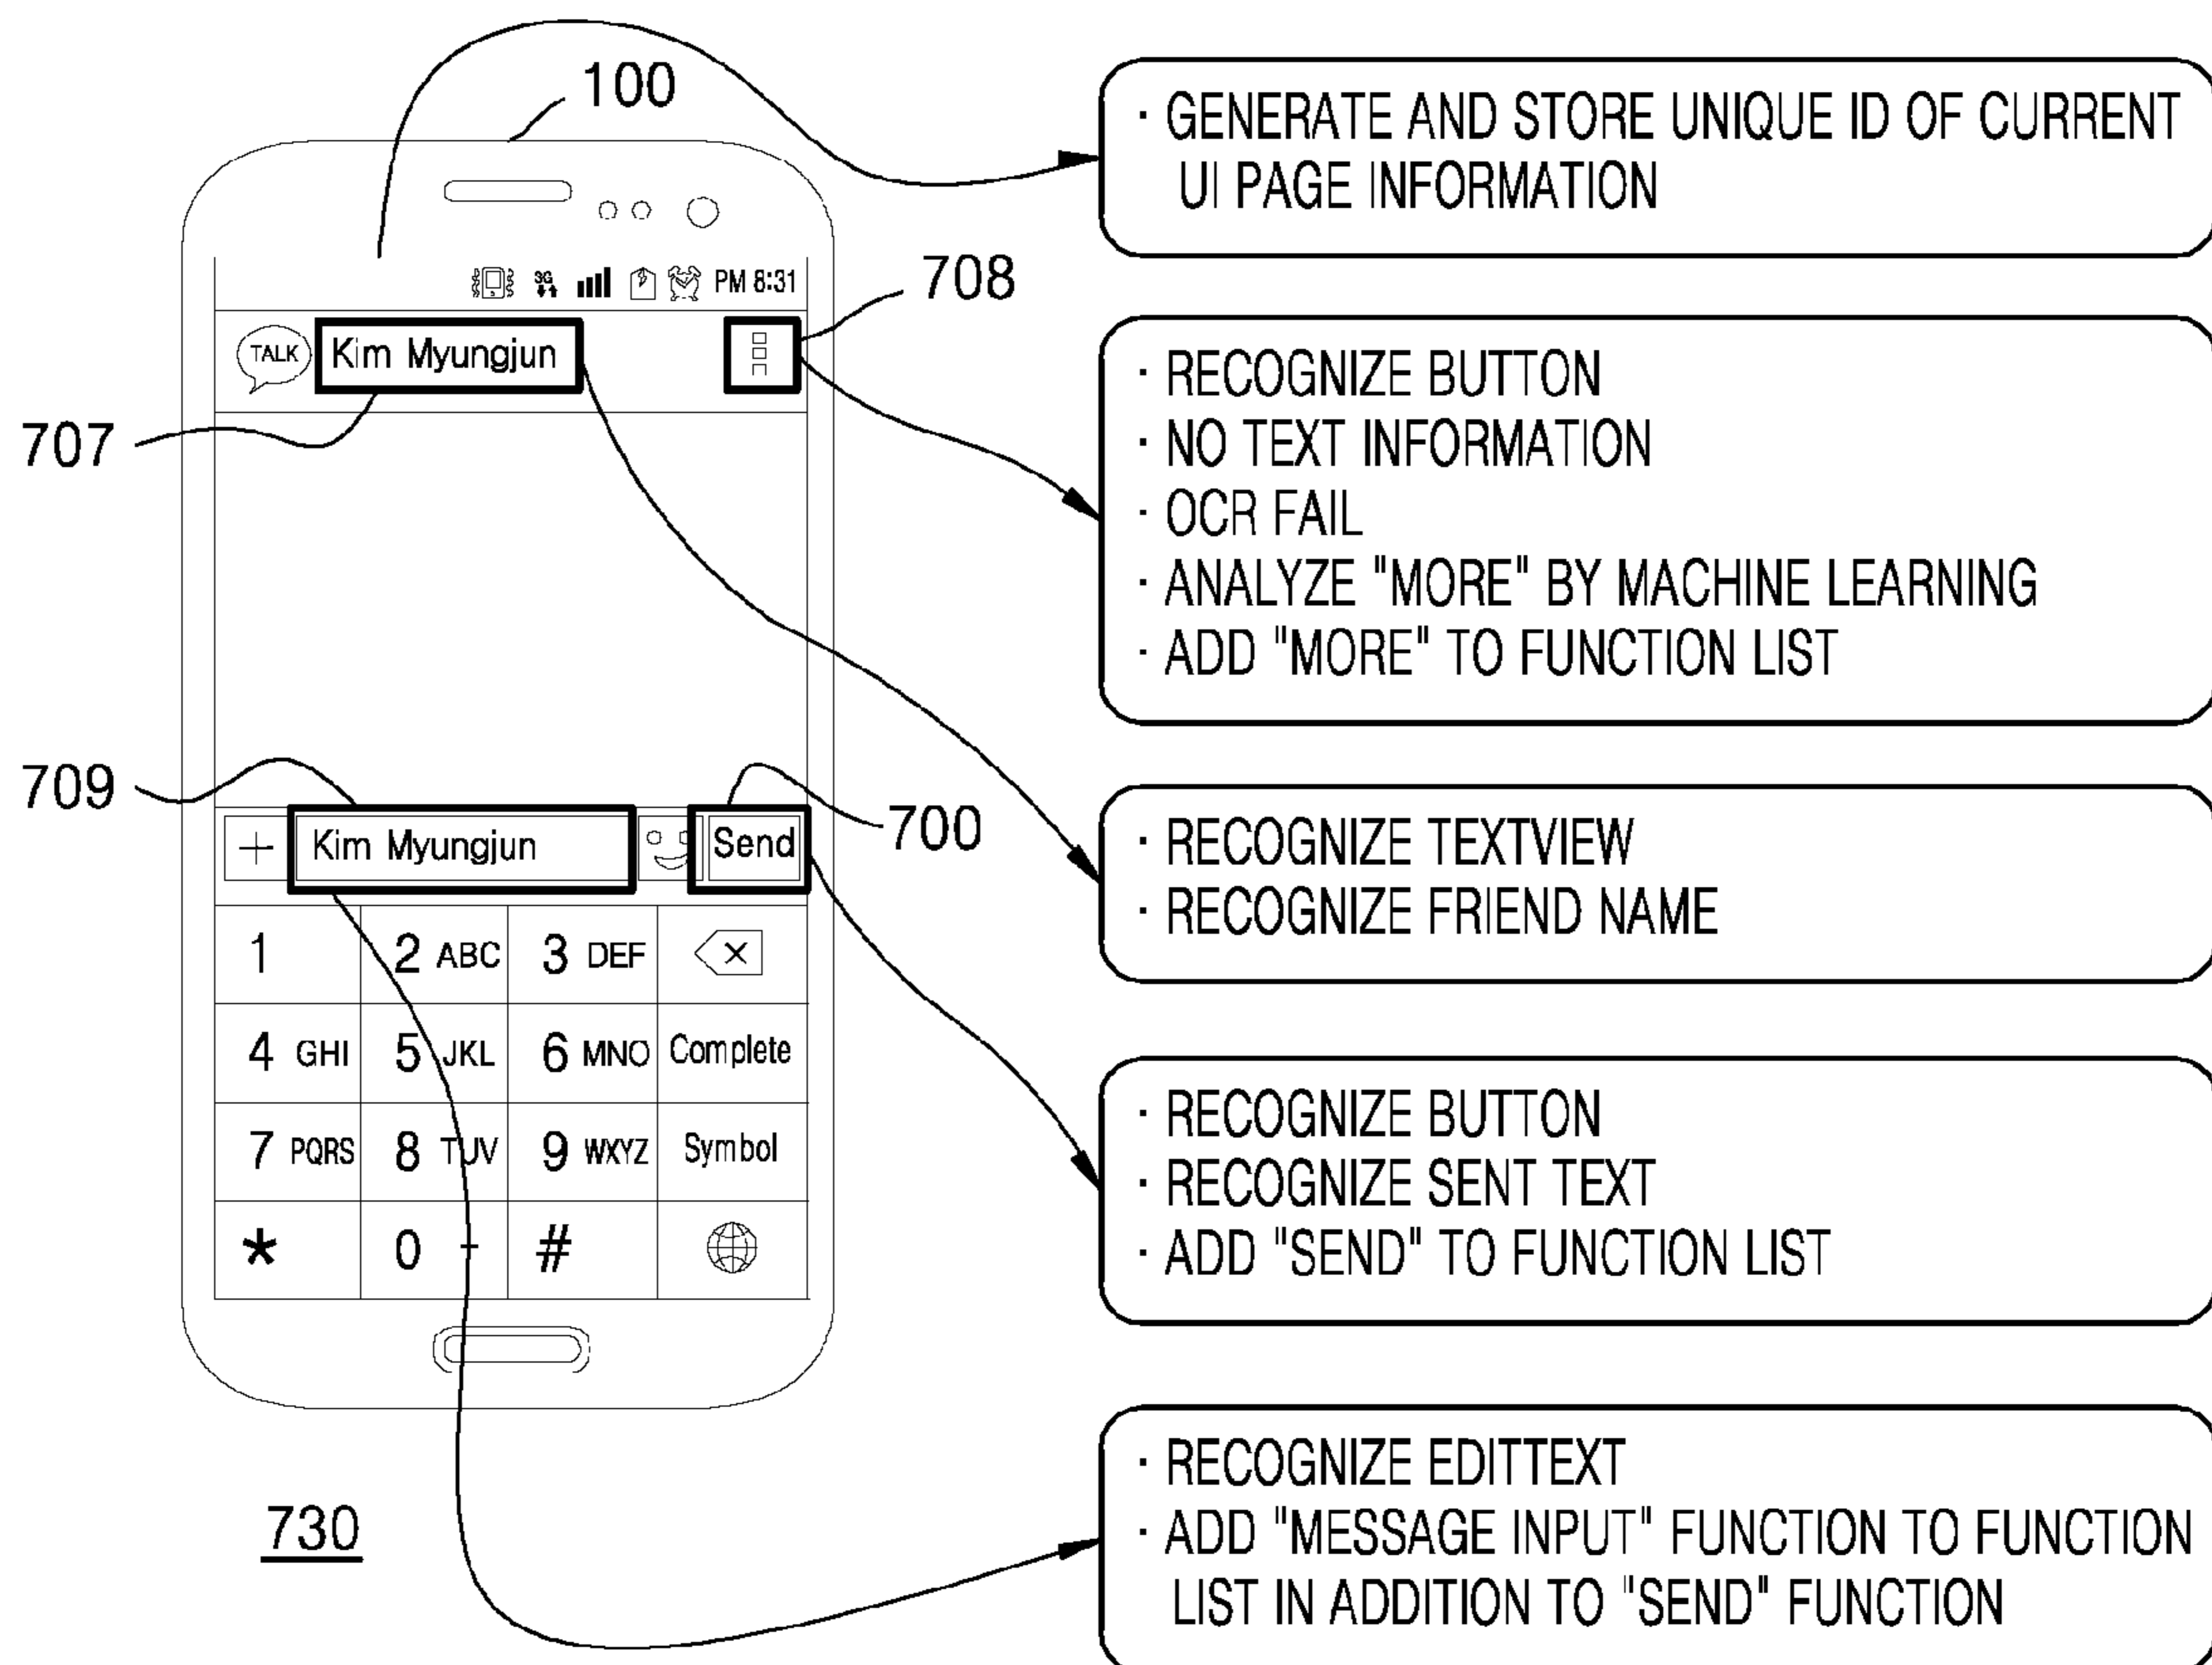 100
· GENERATE AND STORE UNIQUE ID OF CURRENT
UI PAGE INFORMATION
3G
PM 8:31
708
TALK
Kim Myungjun
707
· RECOGNIZE BUTTON
· NO TEXT INFORMATION
· OCR FAIL
· ANALYZE "MORE" BY MACHINE LEARNING
· ADD "MORE" TO FUNCTION LIST
709
700
+
Kim Myungjun
Send
· RECOGNIZE TEXTVIEW
· RECOGNIZE FRIEND NAME
1
2 ABC
3 DEF
4 GHI
5 JKL
6 MNO
Complete
7 PQRS
8 TUV
9 WXYZ
Symbol
*
0 +
#
· RECOGNIZE BUTTON
· RECOGNIZE SENT TEXT
· ADD "SEND" TO FUNCTION LIST
730
· RECOGNIZE EDITTEXT
· ADD "MESSAGE INPUT" FUNCTION TO FUNCTION
LIST IN ADDITION TO "SEND" FUNCTION